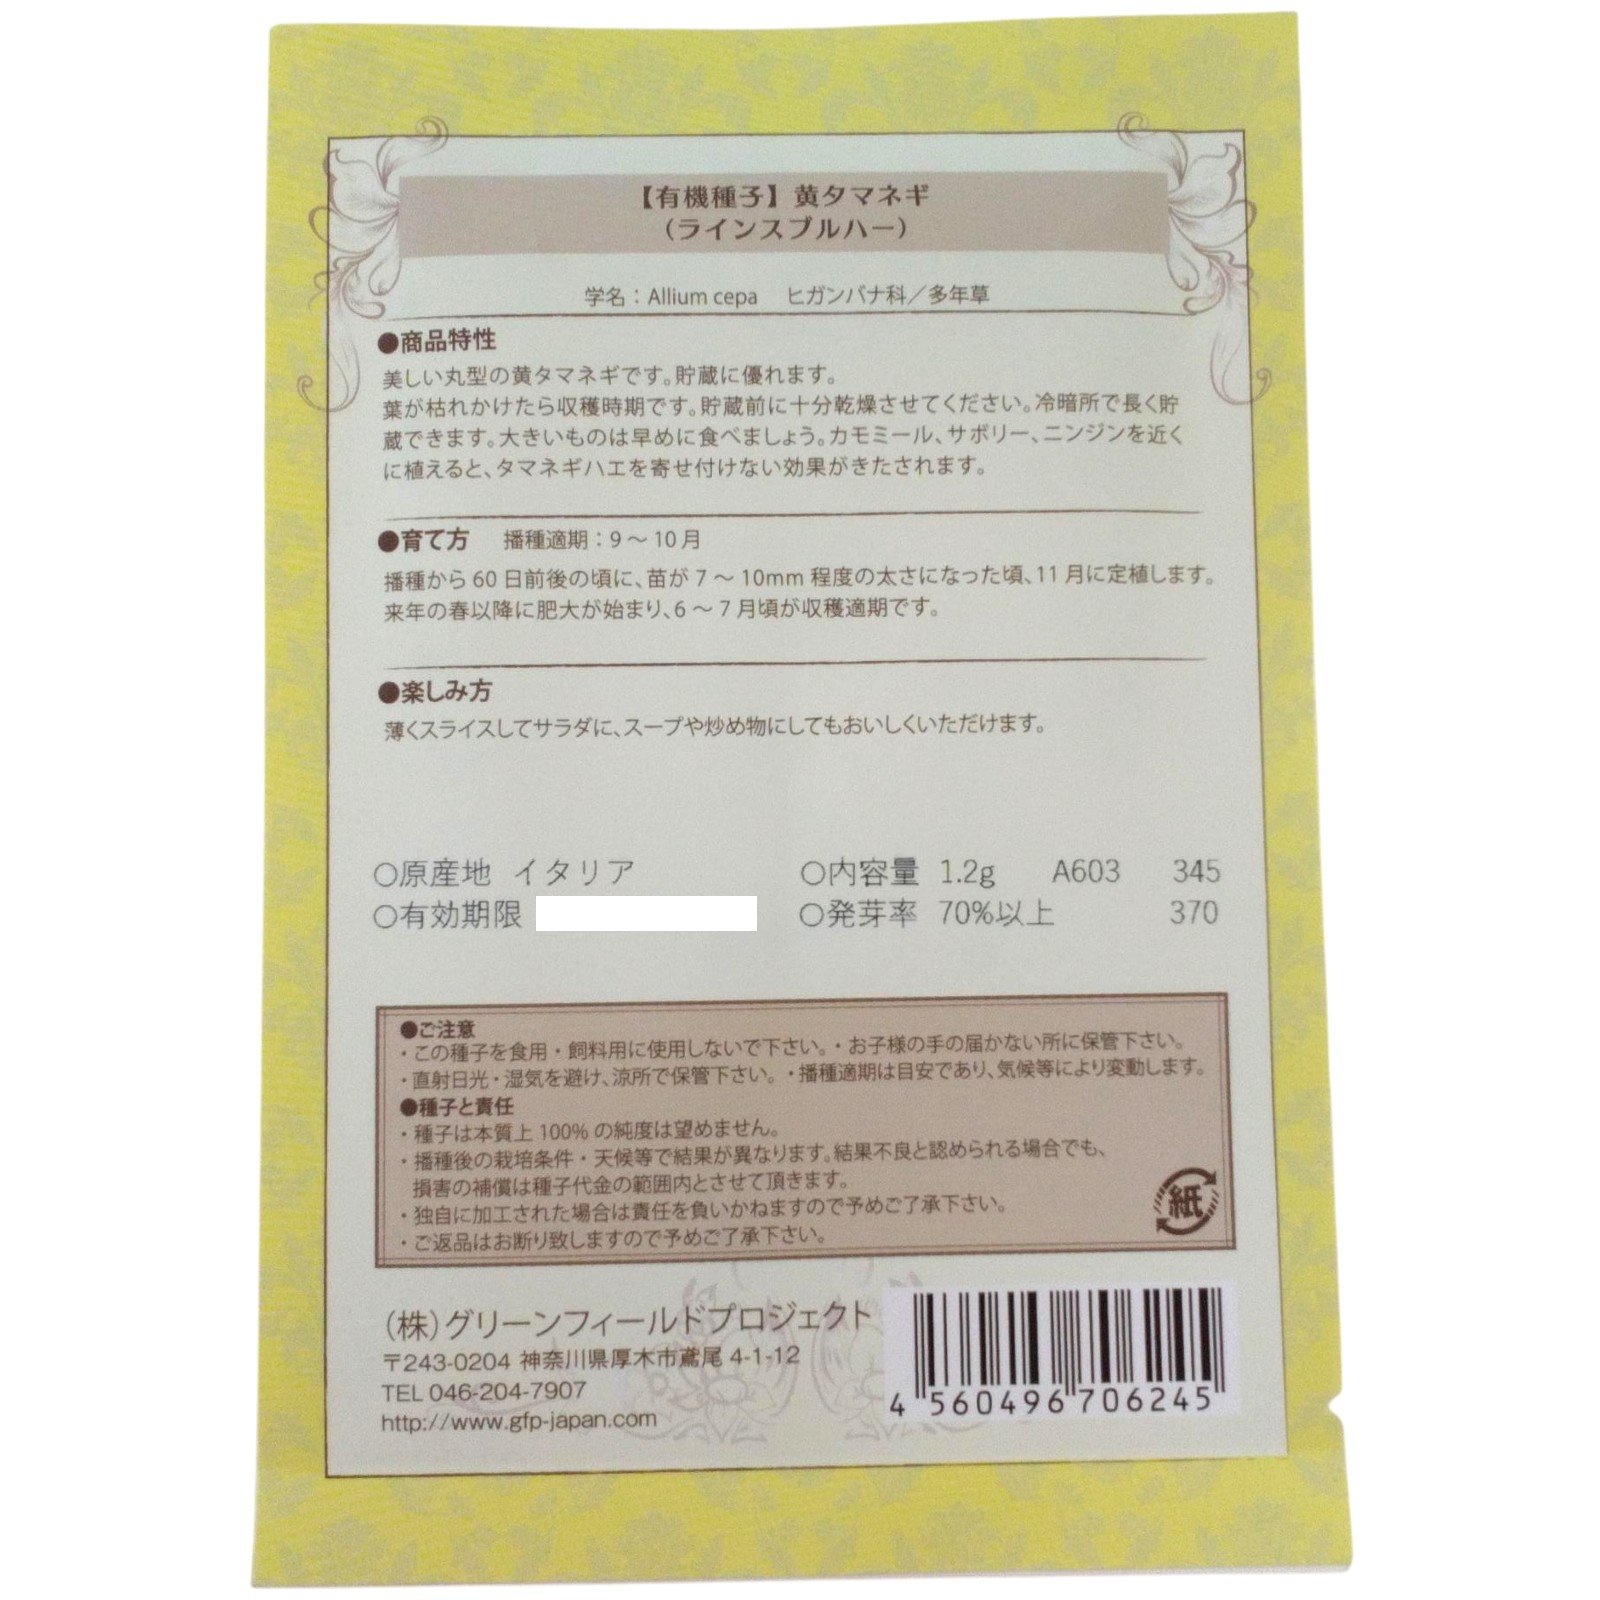 【有機種子】黄タマネギ
（ラインスブルハー）
学名：Allium cepa　ヒガンバナ科／多年草
●商品特性
美しい丸型の黄タマネギです。貯蔵に優れます。
葉が枯れかけたら収穫時期です。貯蔵前に十分乾燥させてください。冷暗所で長く貯
蔵できます。大きいものは早めに食べましょう。カモミール、サボリー、ニンジンを近く
に植えると、タマネギハエを寄せ付けない効果がきたされます。
●育て方　播種適期：9～10月
播種から60日前後の頃に、苗が7～10mm程度の太さになった頃、11月に定植します。
来年の春以降に肥大が始まり、6～7月頃が収穫適期です。
●楽しみ方
薄くスライスしてサラダに、スープや炒め物にしてもおいしくいただけます。
○原産地 イタリア　○内容量 1.2g　A603　345
○有効期限　○発芽率 70%以上　370
●ご注意
・この種子を食用・飼料用に使用しないで下さい。・お子様の手の届かない所に保管下さい。
・直射日光・湿気を避け、涼所で保管下さい。・播種適期は目安であり、気候等により変動します。
●種子と責任
・種子は本質上100%の純度は望めません。
・播種後の栽培条件・天候等で結果が異なります。結果不良と認められる場合でも、
損害の補償は種子代金の範囲内とさせて頂きます。
・独自に加工された場合は責任を負いかねますので予めご了承下さい。
・ご返品はお断り致しますので予めご了承下さい。
紙
（株）グリーンフィールドプロジェクト
〒243-0204 神奈川県厚木市鳶尾4-1-12
TEL 046-204-7907
http://www.gfp-japan.com
4 560496 706245